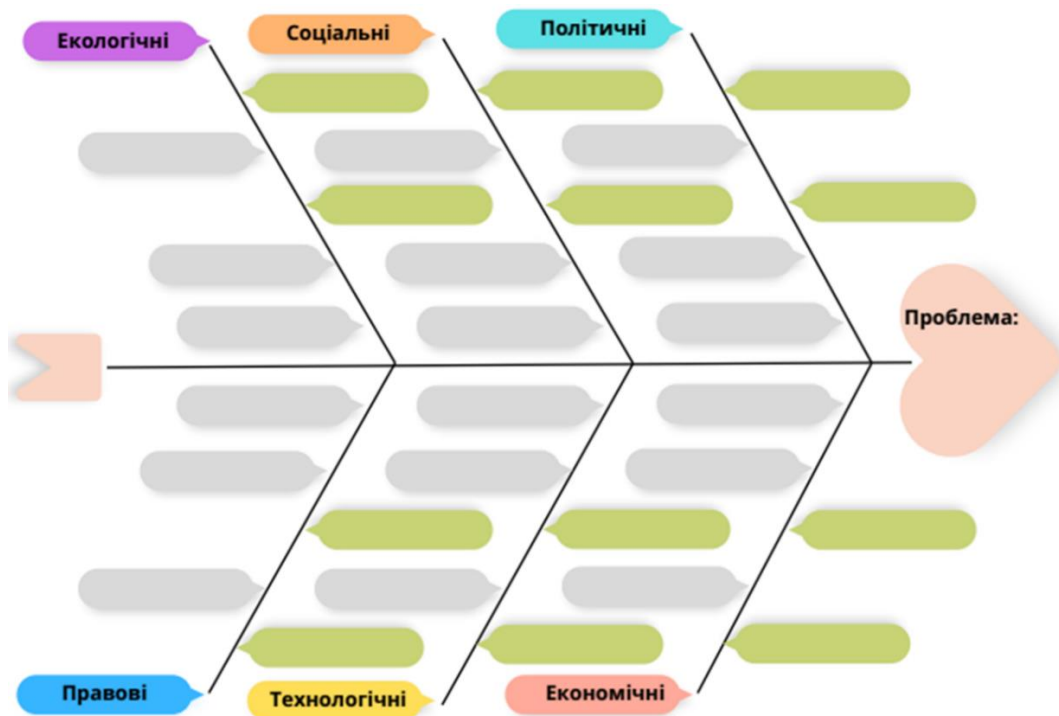 Екологічні
Соціальні
Політичні
Проблема:
Правові
Технологічні
Економічні